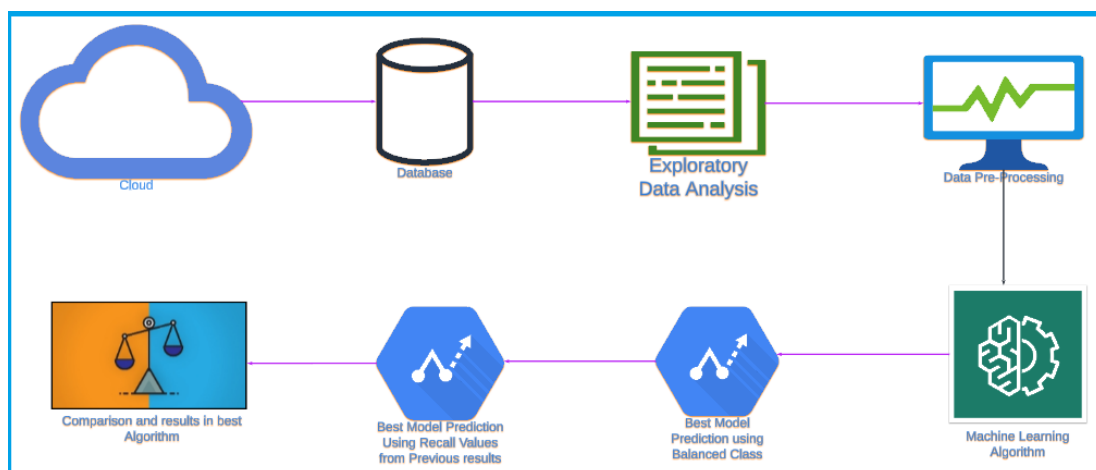 Cloud
Database
Exploratory
Data Analysis
Data Pre-Processing
Comparison and results in best
Algorithm
Best Model Prediction
Using Recall Values
from Previous results
Best Model
Prediction using
Balanced Class
Machine Learning
Algorithm